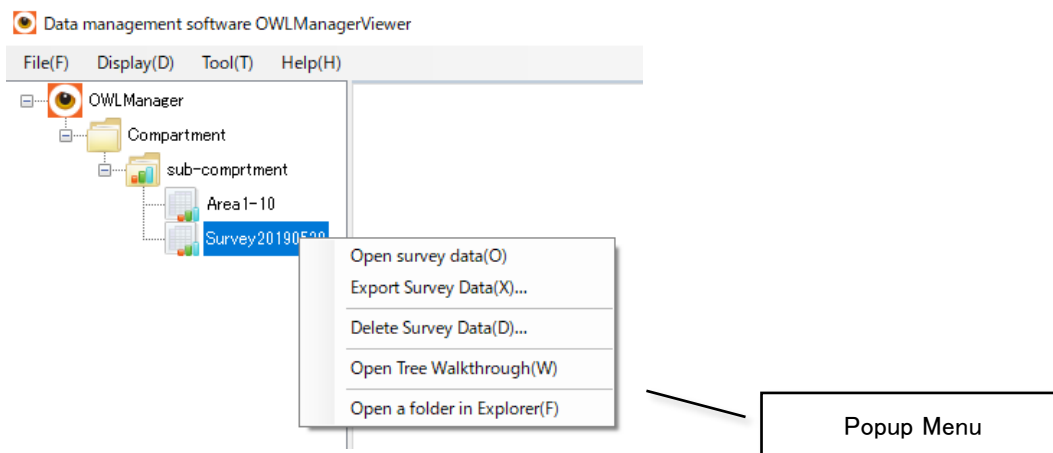 Data management software OWLManagerViewer
File(F) Display(D) Tool(T) Help(H)
OWLManager
Compartment
sub-comprtment
Area1-10
Survey20190530
Open survey data(O)
Export Survey Data(X)...
Delete Survey Data(D)...
Open Tree Walkthrough(W)
Open a folder in Explorer(F)
Popup Menu